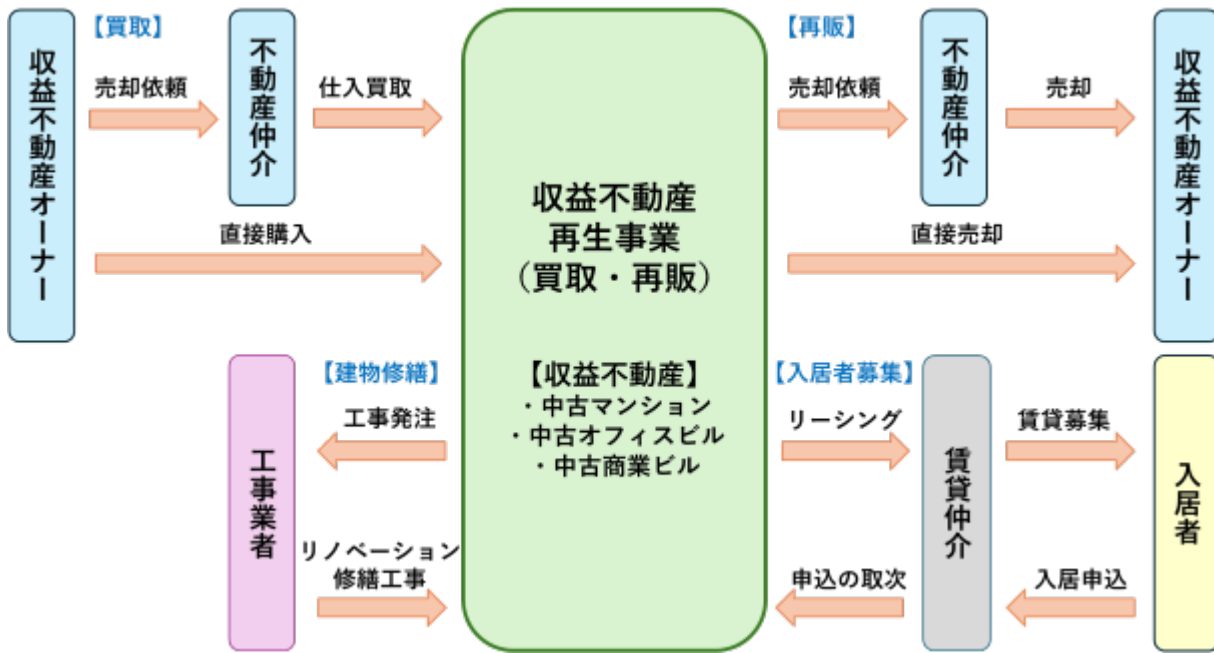 収益不動産オーナー
【買取】
売却依頼
不動産仲介
仕入買取
直接購入
収益不動産
再生事業
（買取・再販）
【収益不動産】
・中古マンション
・中古オフィスビル
・中古商業ビル
【再販】
売却依頼
不動産仲介
売却
直接売却
収益不動産オーナー
【建物修繕】
工事発注
工事業者
リノベーション
修繕工事
【入居者募集】
リーシング
賃貸仲介
賃貸募集
入居者
申込の取次
入居申込